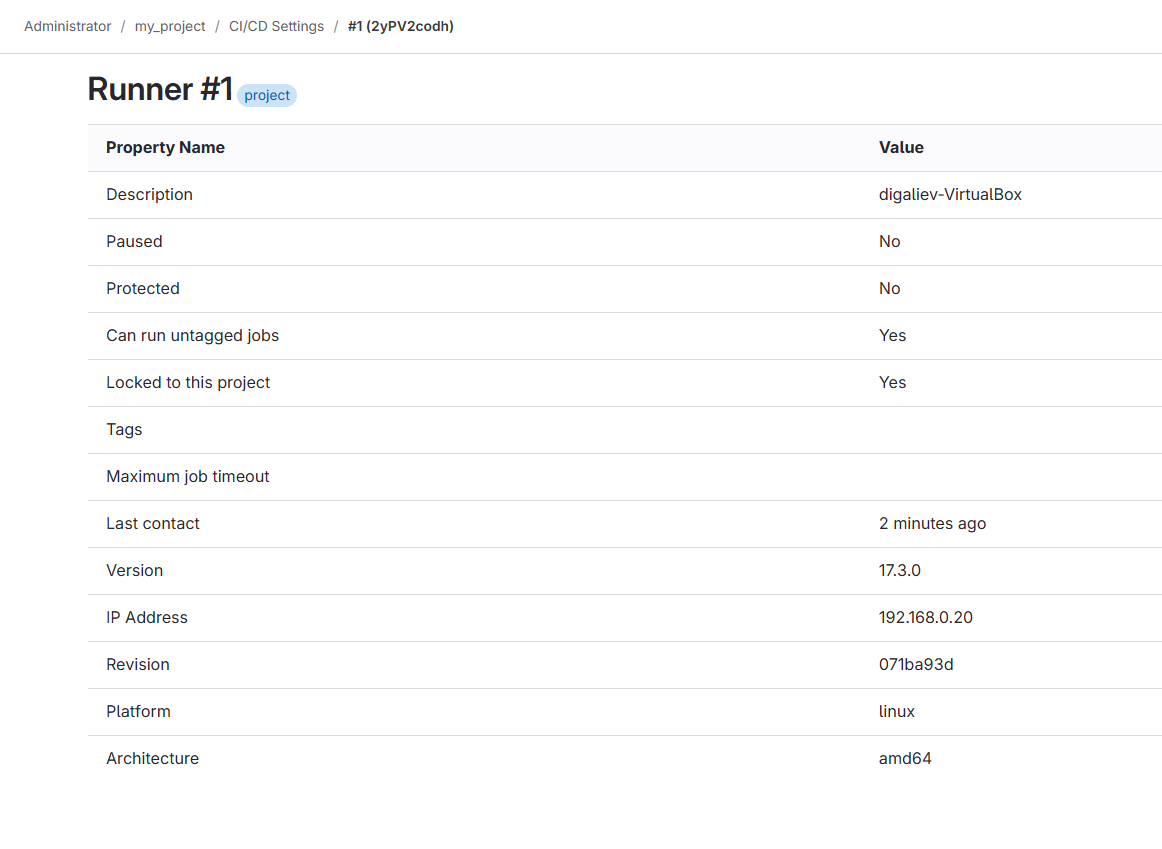 Administrator / my_project / CI/CD Settings / #1 (2yPV2codh)
Runner #1 project
Property Name Value
Description digaliev-VirtualBox
Paused No
Protected No
Can run untagged jobs Yes
Locked to this project Yes
Tags
Maximum job timeout
Last contact 2 minutes ago
Version 17.3.0
IP Address 192.168.0.20
Revision 071ba93d
Platform linux
Architecture amd64